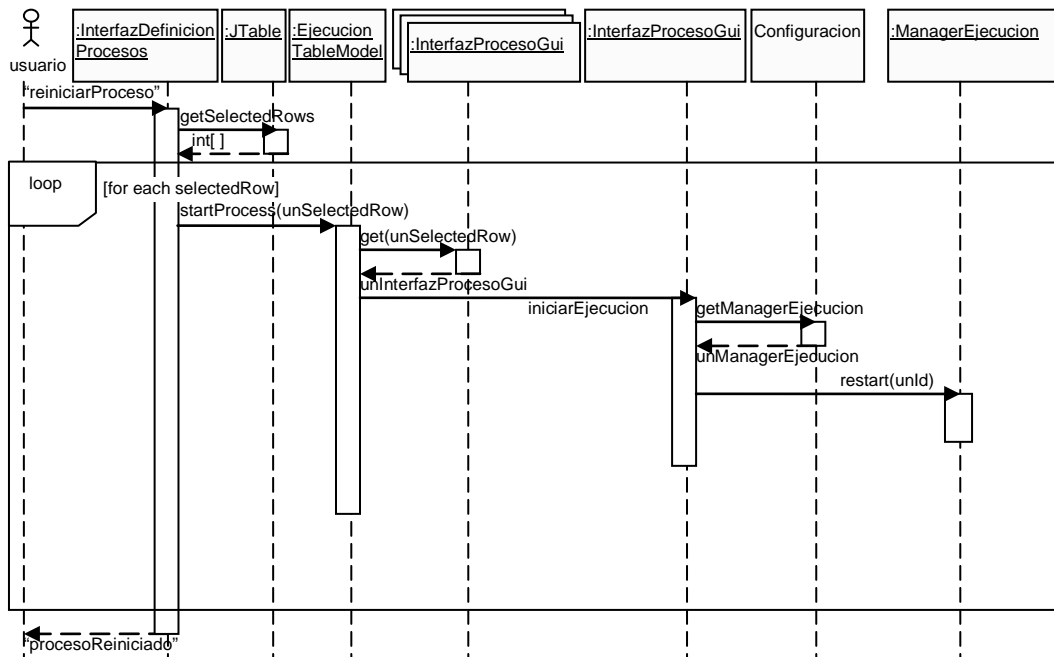 usuario
:InterfazDefinicion
Procesos
:JTable
:Ejecucion
TableModel
:InterfazProcesoGui
:InterfazProcesoGui
Configuracion
:ManagerEjecucion
“reiniciarProceso”
getSelectedRows
int[ ]
loop
[for each selectedRow]
startProcess(unSelectedRow)
get(unSelectedRow)
unInterfazProcesoGui
iniciarEjecucion
getManagerEjecucion
unManagerEjecucion
restart(unId)
“procesoReiniciado”